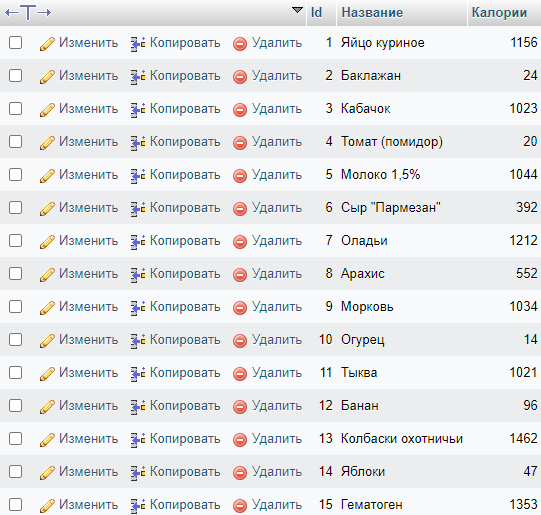 Id Название Калории
Изменить Копировать Удалить 1 Яйцо куриное 1156
Изменить Копировать Удалить 2 Баклажан 24
Изменить Копировать Удалить 3 Кабачок 1023
Изменить Копировать Удалить 4 Томат (помидор) 20
Изменить Копировать Удалить 5 Молоко 1,5% 1044
Изменить Копировать Удалить 6 Сыр "Пармезан" 392
Изменить Копировать Удалить 7 Оладьи 1212
Изменить Копировать Удалить 8 Арахис 552
Изменить Копировать Удалить 9 Морковь 1034
Изменить Копировать Удалить 10 Огурец 14
Изменить Копировать Удалить 11 Тыква 1021
Изменить Копировать Удалить 12 Банан 96
Изменить Копировать Удалить 13 Колбаски охотничьи 1462
Изменить Копировать Удалить 14 Яблоки 47
Изменить Копировать Удалить 15 Гематоген 1353